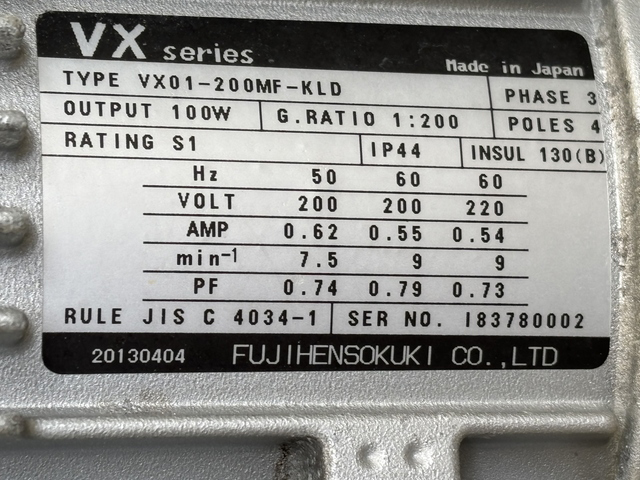 VX series
Made in Japan
TYPE VX01-200MF-KLD PHASE 3
OUTPUT 100W G.RATIO 1:200 POLES 4
RATING S1 IP44 INSUL 130(B)
Hz 50 60 60
VOLT 200 200 220
AMP 0.62 0.55 0.54
min-1 7.5 9 9
PF 0.74 0.79 0.73
RULE JIS C 4034-1 SER NO. 183780002
20130404 FUJIHENSOKUKI CO.,LTD